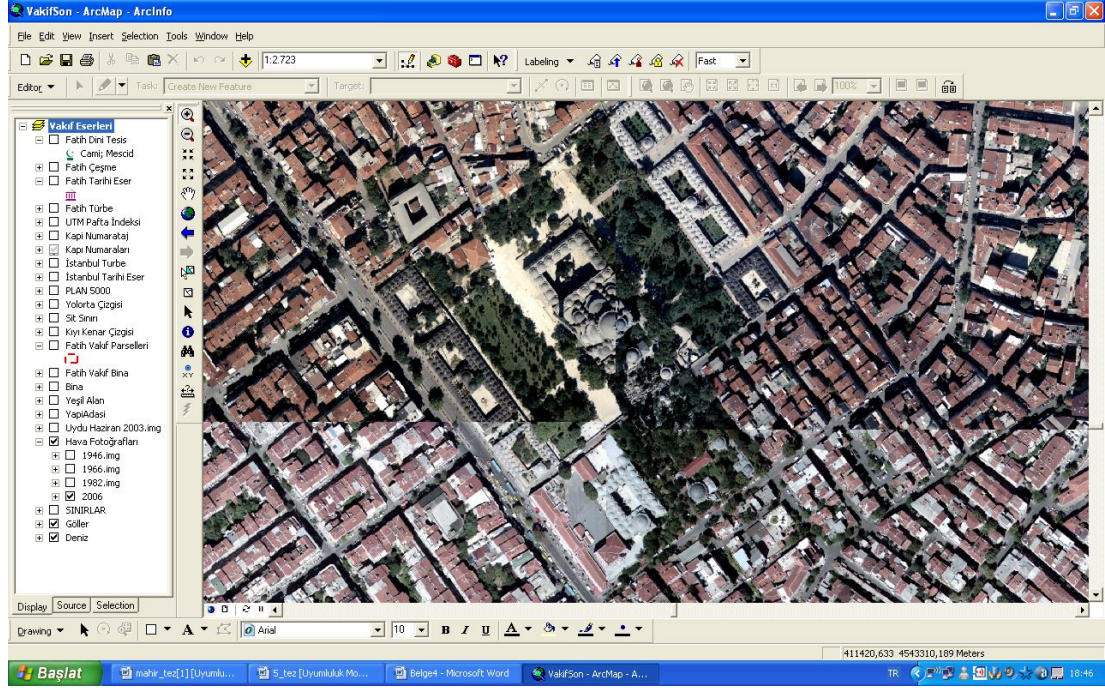 VakifSon - ArcMap - ArcInfo
File Edit View Insert Selection Tools Window Help
1:2.723 Labeling Fast
Editor Task: Create New Feature Target: 100%
Vakıf Eserleri
Fatih Dini Tesis
Cami; Mescid
Fatih Çeşme
Fatih Tarihi Eser
Fatih Türbe
UTM Pafta İndeksi
Kapi Numarataj
Kapı Numaraları
İstanbul Turbe
İstanbul Tarihi Eser
PLAN 5000
Yolorta Çizgisi
Sit Sınırı
Kıyı Kenar Çizgisi
Fatih Vakıf Parselleri
Fatih Vakıf Bina
Bina
Yeşil Alan
YapiAdasi
Uydu Haziran 2003.img
Hava Fotoğrafları
1946.img
1966.img
1982.img
2006
SINIRLAR
Göller
Deniz
Display Source Selection
Drawing A Arial 10 B I U A
411420,633 4543310,189 Meters
Başlat mahir_tez[1] [Uyumlu... 5_tez [Uyumluluk Mo... Belge4 - Microsoft Word VakifSon - ArcMap - A... TR 18:46